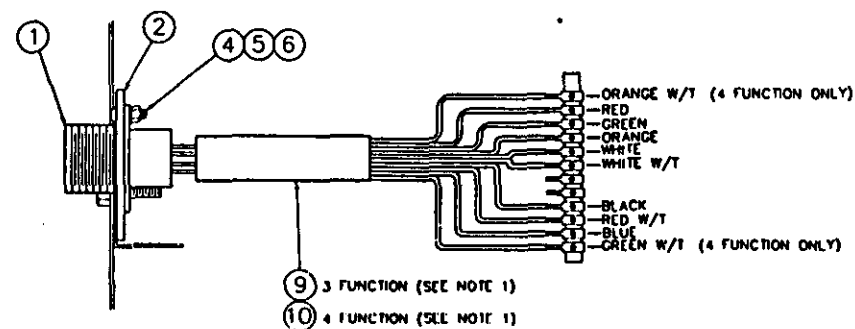 1
2
4 5 6
ORANGE W/T (4 FUNCTION ONLY)
RED
GREEN
ORANGE
WHITE
WHITE W/T
BLACK
RED W/T
BLUE
GREEN W/T (4 FUNCTION ONLY)
9 3 FUNCTION (SEE NOTE 1)
10 4 FUNCTION (SEE NOTE 1)